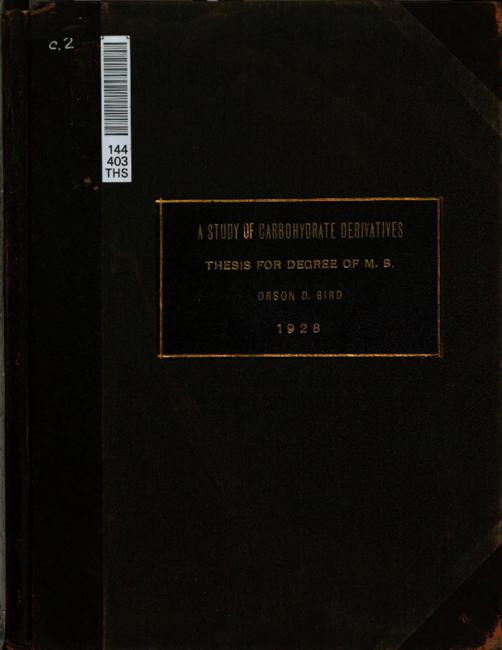 c.2
144
403
THS
A STUDY OF CARBOHYDRATE DERIVATIVES
THESIS FOR DEGREE OF M. S.
ORSON D. BIRD
1928